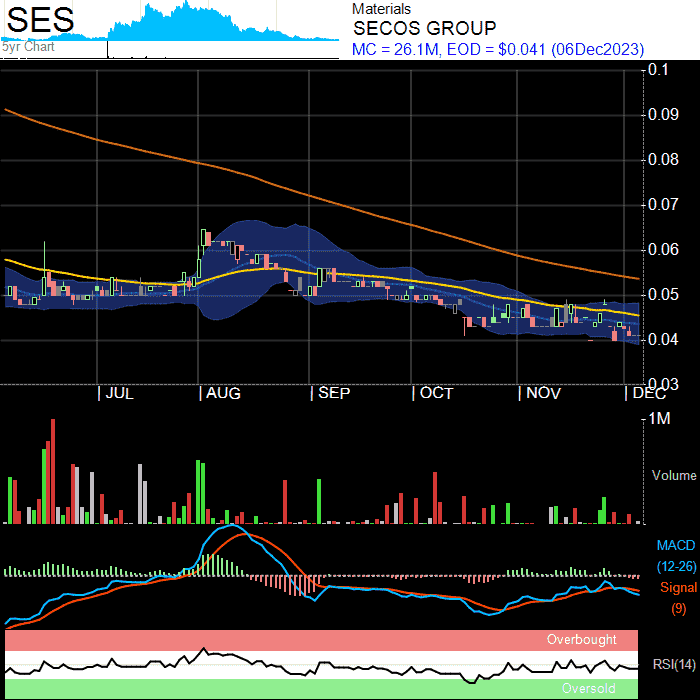 SES
5yr Chart
Materials
SECOS GROUP
MC = 26.1M, EOD = $0.041 (06Dec2023)
0.1
0.09
0.08
0.07
0.06
0.05
0.04
0.03
JUL AUG SEP OCT NOV DEC
1M
Volume
MACD
(12-26)
Signal
(9)
Overbought
RSI(14)
Oversold